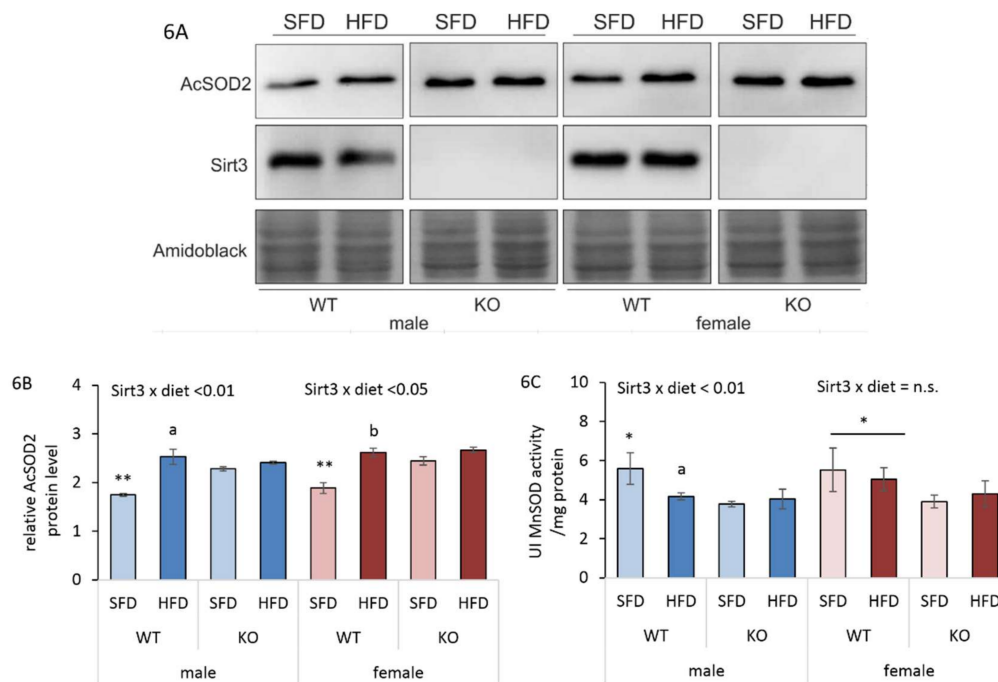 6A
SFD HFD SFD HFD SFD HFD SFD HFD
AcSOD2
Sirt3
Amidoblack
WT KO WT KO
male female
6B
Sirt3 x diet <0.01 Sirt3 x diet <0.05
relative AcSOD2
protein level
4
3
2
1
0
** a ** b
SFD HFD SFD HFD SFD HFD SFD HFD
WT KO WT KO
male female
6C
Sirt3 x diet < 0.01 Sirt3 x diet = n.s.
UI MnSOD activity
/mg protein
10
8
6
4
2
0
* a *
SFD HFD SFD HFD SFD HFD SFD HFD
WT KO WT KO
male female